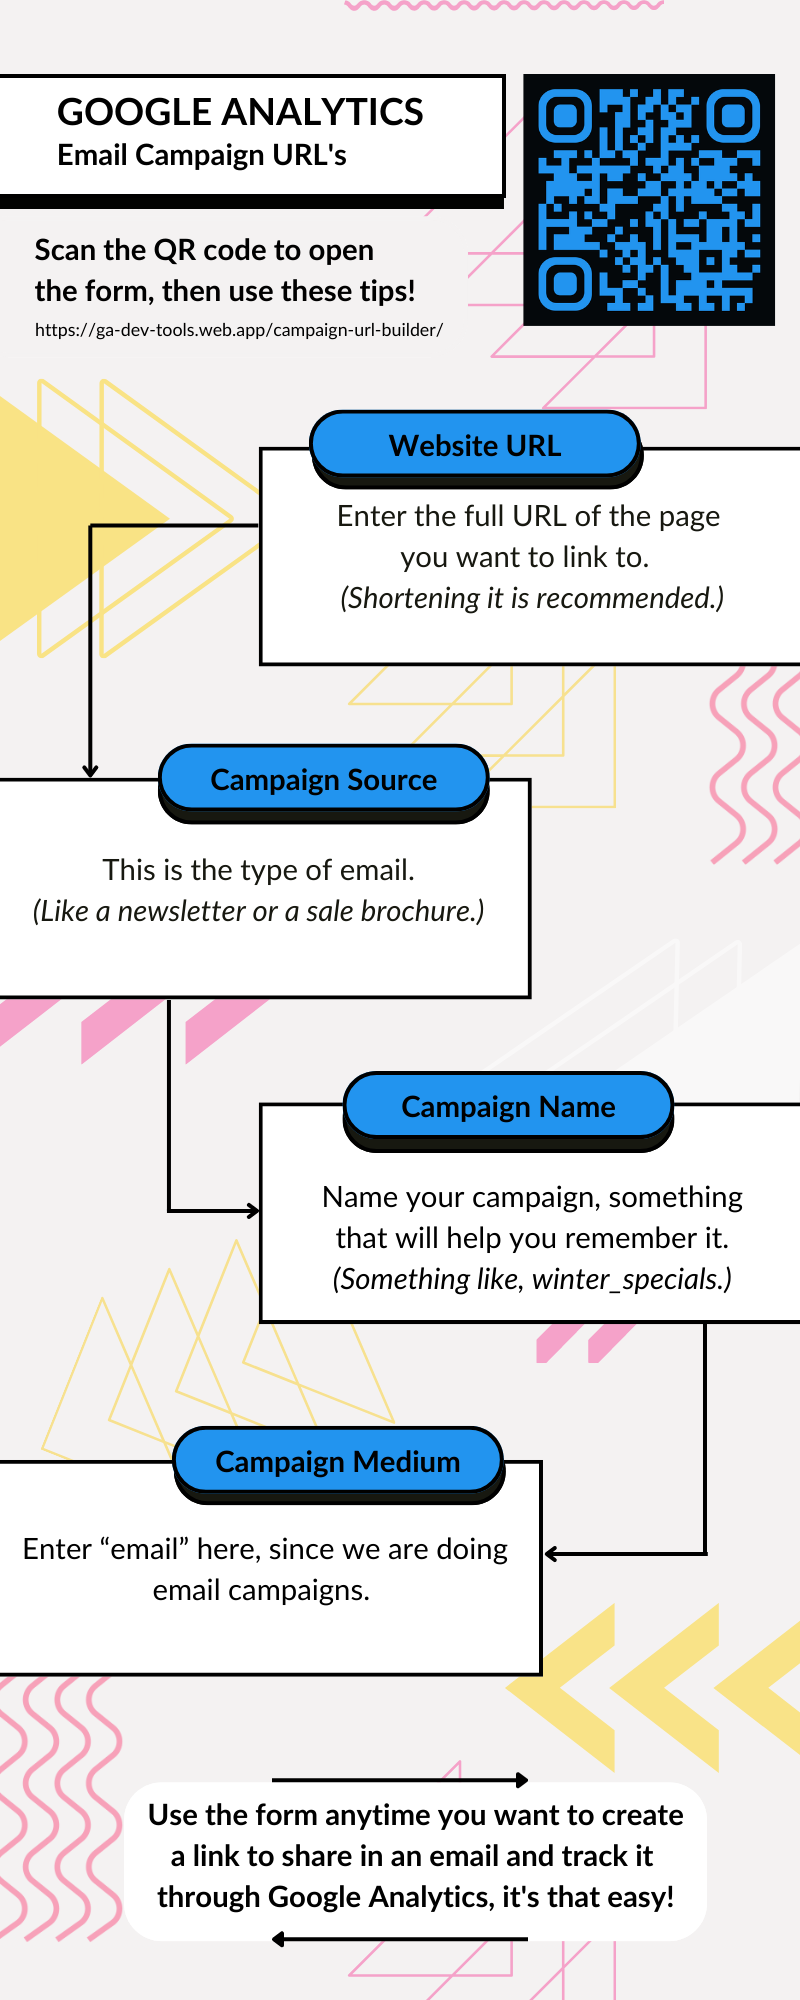 GOOGLE ANALYTICS
Email Campaign URL's
Scan the QR code to open
the form, then use these tips!
https://ga-dev-tools.web.app/campaign-url-builder/
Website URL
Enter the full URL of the page
you want to link to.
(Shortening it is recommended.)
Campaign Source
This is the type of email.
(Like a newsletter or a sale brochure.)
Campaign Name
Name your campaign, something
that will help you remember it.
(Something like, winter_specials.)
Campaign Medium
Enter “email” here, since we are doing
email campaigns.
Use the form anytime you want to create
a link to share in an email and track it
through Google Analytics, it's that easy!